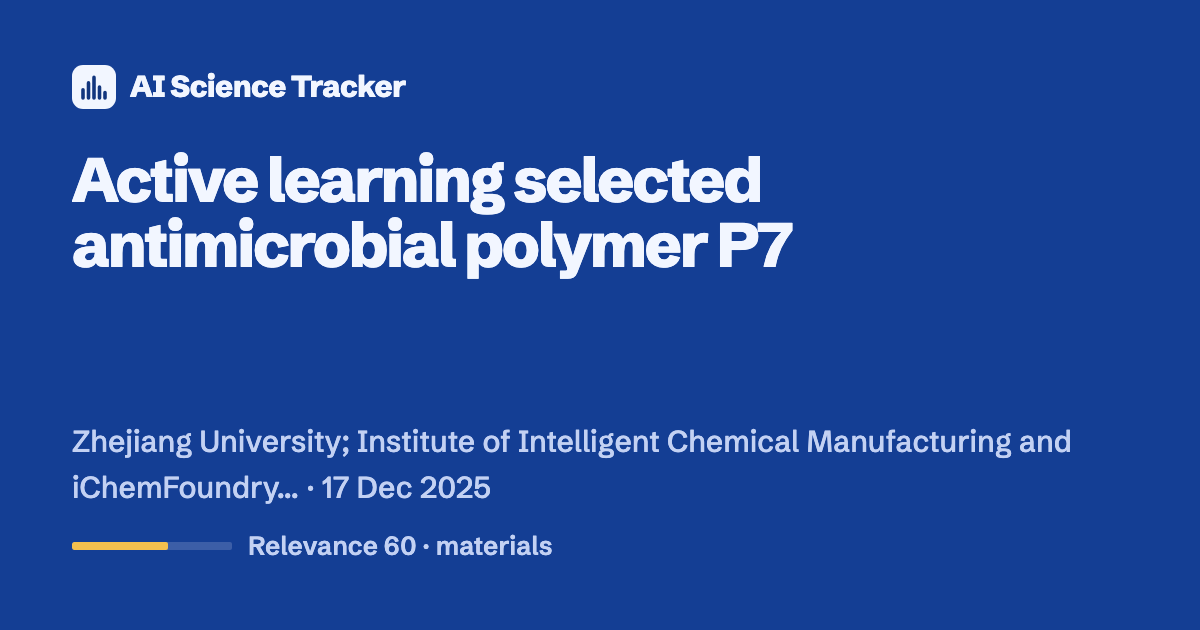 AI Science Tracker
Active learning selected
antimicrobial polymer P7
Zhejiang University; Institute of Intelligent Chemical Manufacturing and
iChemFoundry... · 17 Dec 2025
Relevance 60 · materials